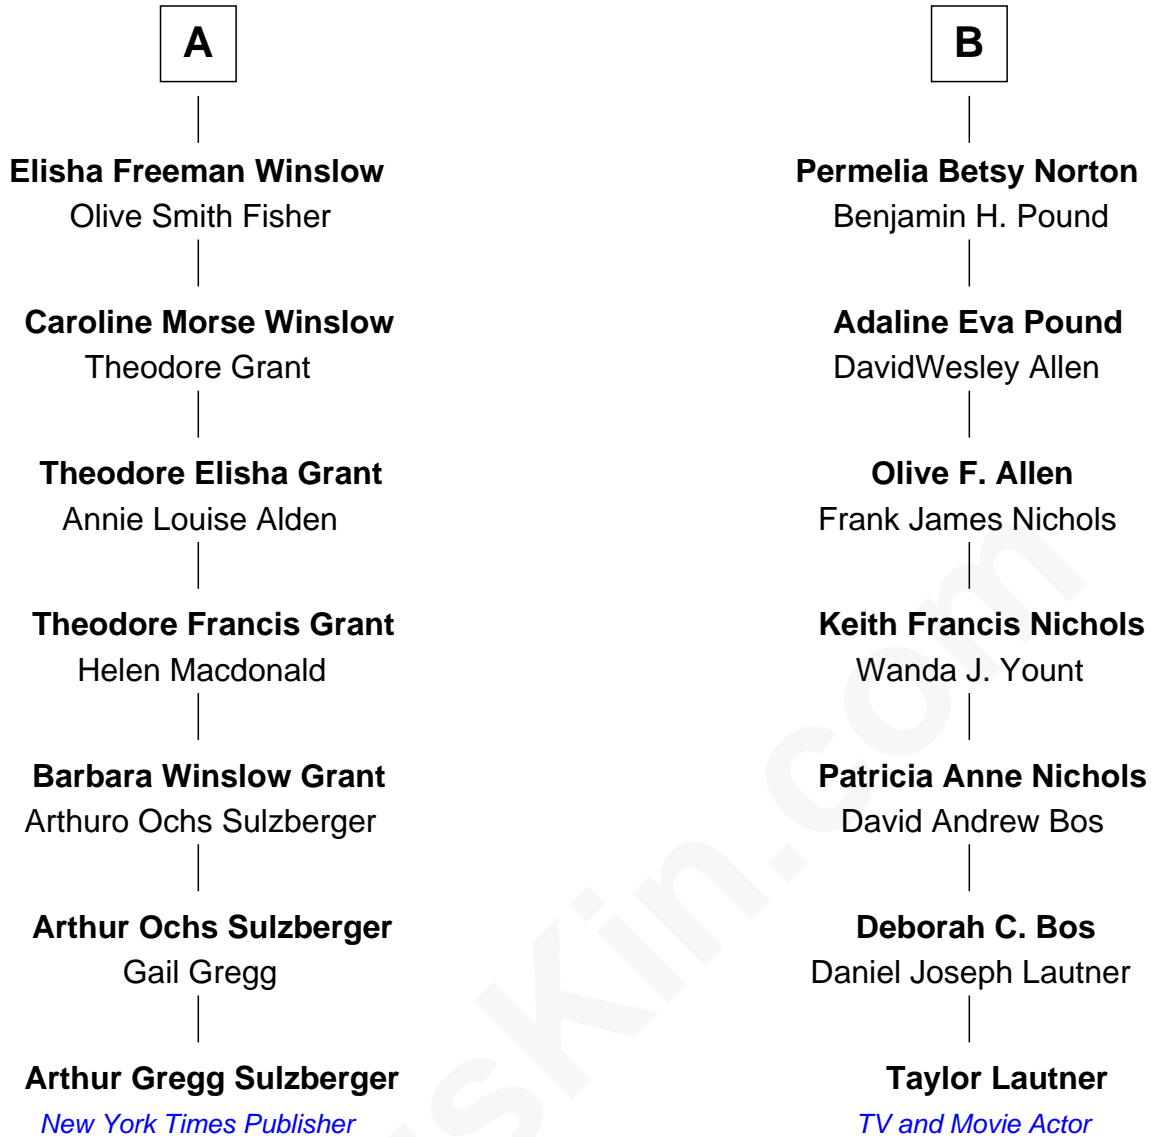 A
Elisha Freeman Winslow
Olive Smith Fisher
Caroline Morse Winslow
Theodore Grant
Theodore Elisha Grant
Annie Louise Alden
Theodore Francis Grant
Helen Macdonald
Barbara Winslow Grant
Arthuro Ochs Sulzberger
Arthur Ochs Sulzberger
Gail Gregg
Arthur Gregg Sulzberger
New York Times Publisher
B
Permelia Betsy Norton
Benjamin H. Pound
Adaline Eva Pound
DavidWesley Allen
Olive F. Allen
Frank James Nichols
Keith Francis Nichols
Wanda J. Yount
Patricia Anne Nichols
David Andrew Bos
Deborah C. Bos
Daniel Joseph Lautner
Taylor Lautner
TV and Movie Actor
sKin.com